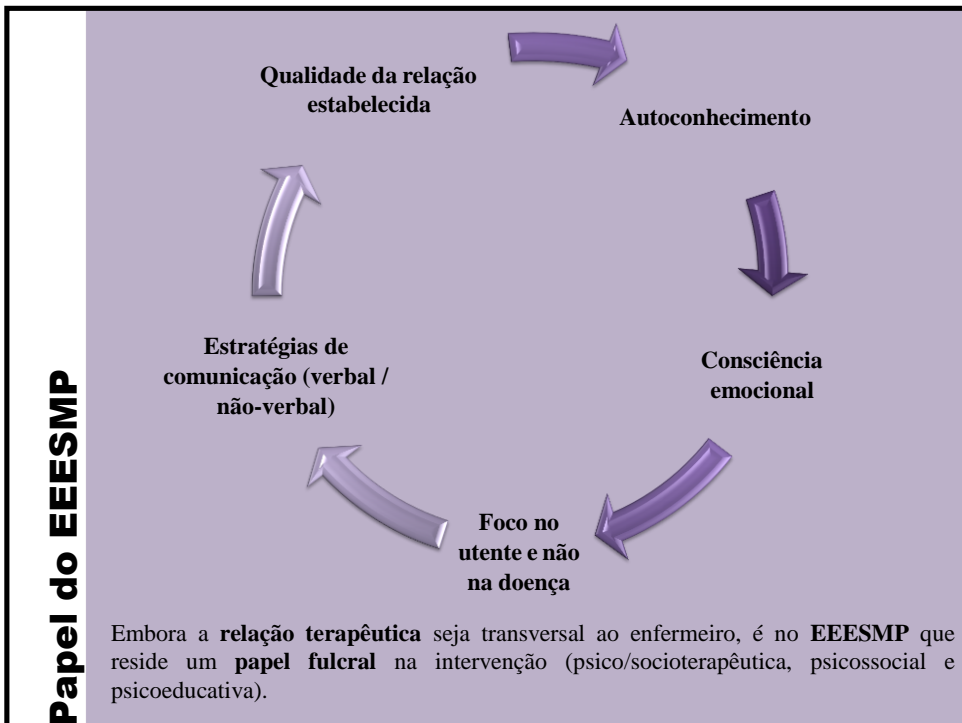 Papel do EEESMP
Qualidade da relação
estabelecida
Autoconhecimento
Consciência
emocional
Foco no
utente e não
na doença
Estratégias de
comunicação (verbal /
não-verbal)
Embora a relação terapêutica seja transversal ao enfermeiro, é no EEESMP que
reside um papel fulcral na intervenção (psico/socioterapêutica, psicossocial e
psicoeducativa).